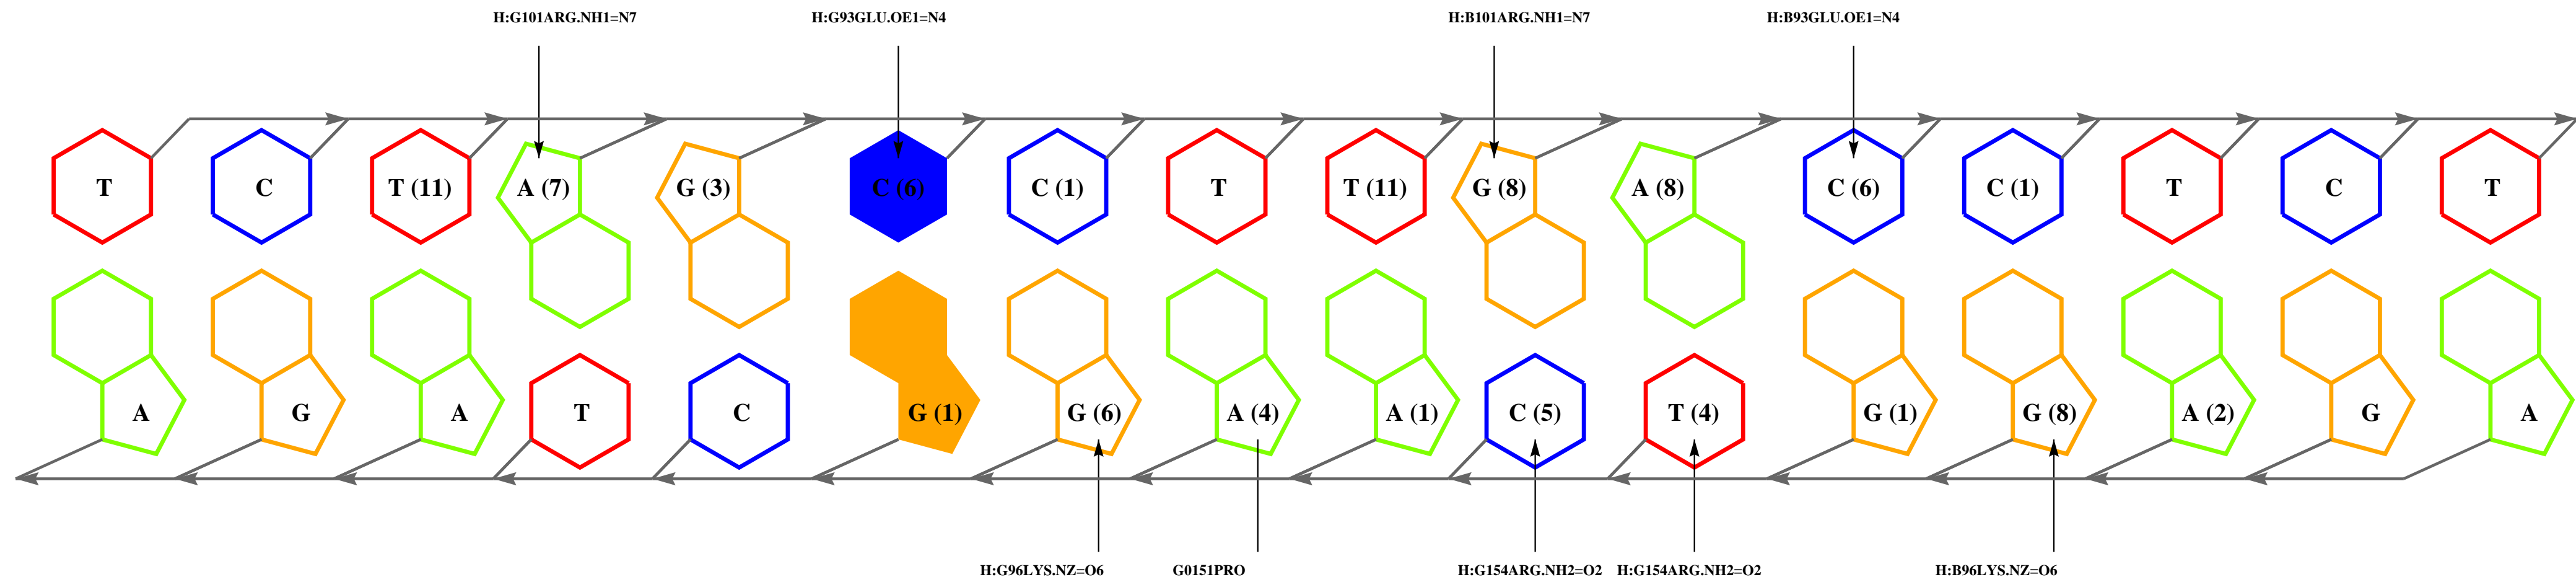 H:G101ARG.NH1=N7 H:G93GLU.OE1=N4 H:B101ARG.NH1=N7 H:B93GLU.OE1=N4
T C T (11) A (7) G (3) C (6) C (1) T T (11) G (8) A (8) C (6) C (1) T C T
A G A T C G (1) G (6) A (4) A (1) C (5) T (4) G (1) G (8) A (2) G A
H:G96LYS.NZ=O6 G0151PRO H:G154ARG.NH2=O2 H:G154ARG.NH2=O2 H:B96LYS.NZ=O6